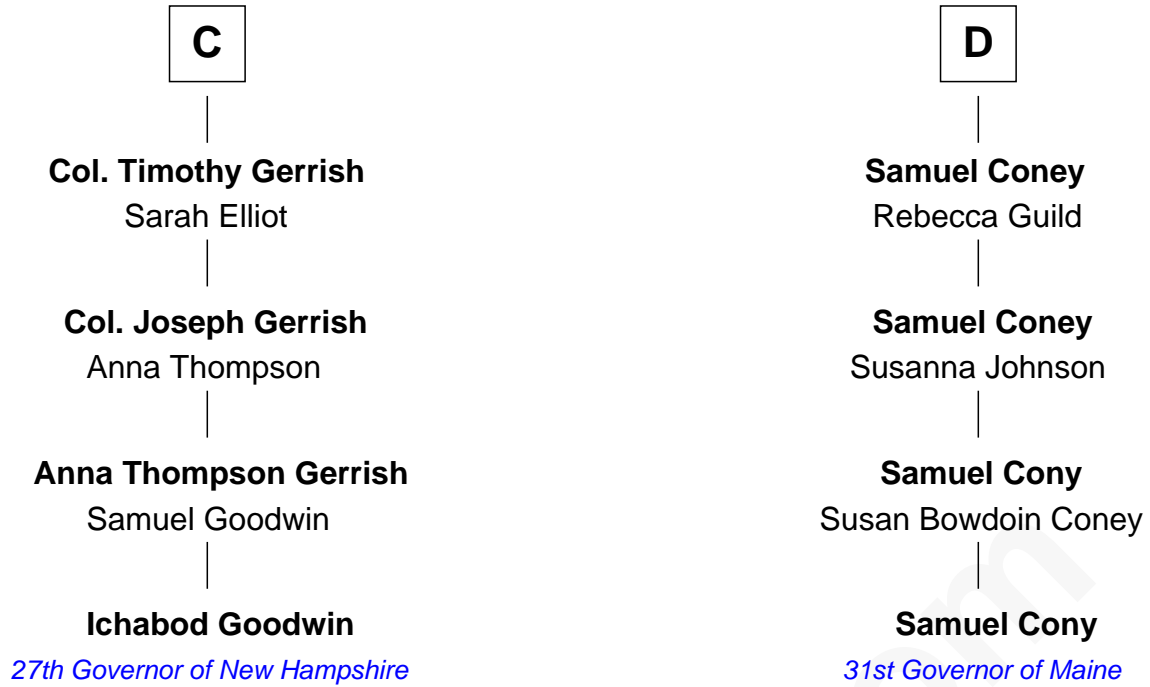 C
Col. Timothy Gerrish
Sarah Elliot
Col. Joseph Gerrish
Anna Thompson
Anna Thompson Gerrish
Samuel Goodwin
Ichabod Goodwin
27th Governor of New Hampshire
D
Samuel Coney
Rebecca Guild
Samuel Coney
Susanna Johnson
Samuel Cony
Susan Bowdoin Coney
Samuel Cony
31st Governor of Maine